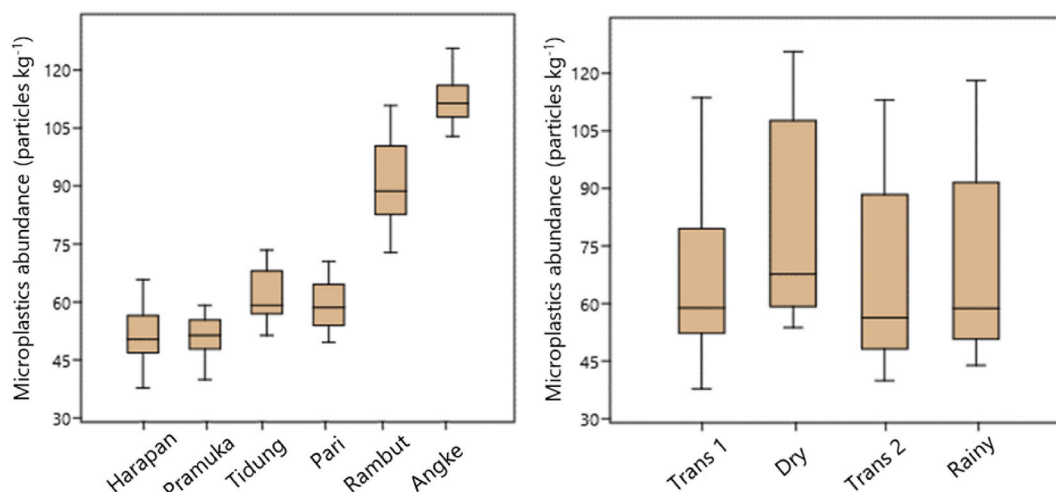 Microplastics abundance (particles kg⁻¹)
120
105
90
75
60
45
30
Harapan
Pramuka
Tidung
Pari
Rambut
Angke
Microplastics abundance (particles kg⁻¹)
120
105
90
75
60
45
30
Trans 1
Dry
Trans 2
Rainy